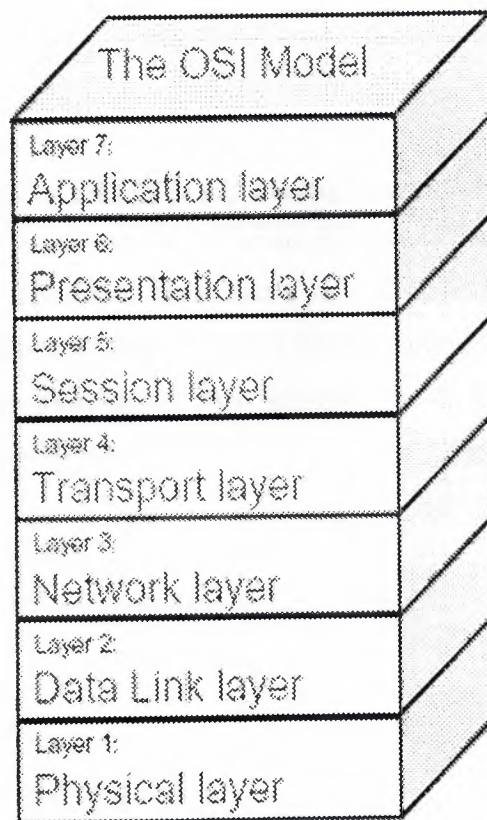 The OSI Model
Layer 7:
Application layer
Layer 6:
Presentation layer
Layer 5:
Session layer
Layer 4:
Transport layer
Layer 3:
Network layer
Layer 2:
Data Link layer
Layer 1:
Physical layer